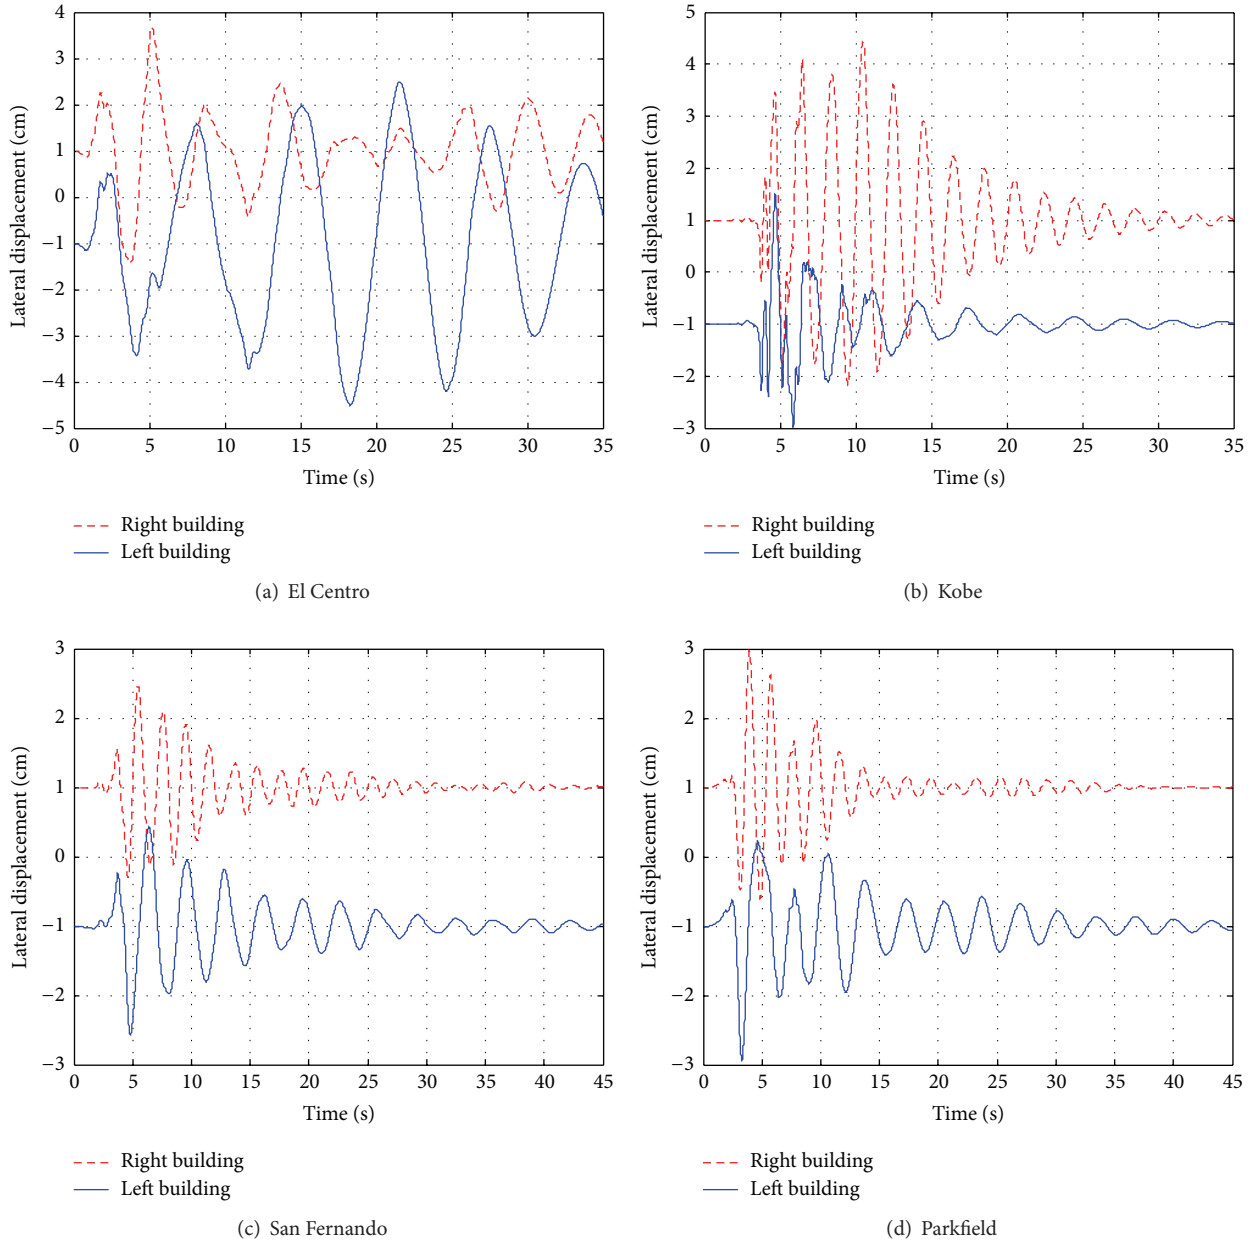 4
3
2
1
0
−1
−2
−3
−4
−5
Lateral displacement (cm)
0 5 10 15 20 25 30 35
Time (s)
Right building
Left building
(a) El Centro
5
4
3
2
1
0
−1
−2
−3
Lateral displacement (cm)
0 5 10 15 20 25 30 35
Time (s)
Right building
Left building
(b) Kobe
3
2
1
0
−1
−2
−3
Lateral displacement (cm)
0 5 10 15 20 25 30 35 40 45
Time (s)
Right building
Left building
(c) San Fernando
3
2
1
0
−1
−2
−3
Lateral displacement (cm)
0 5 10 15 20 25 30 35 40 45
Time (s)
Right building
Left building
(d) Parkfield